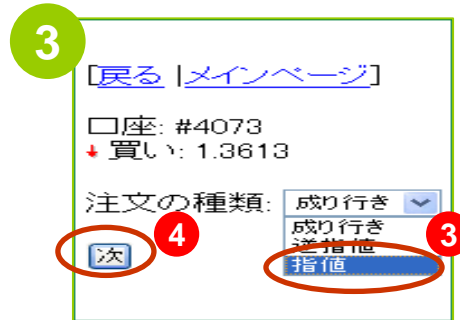 3
[戻る |メインページ]
口座: #4073
買い: 1.3613
注文の種類: 成り行き
成り行き
逆指値
指値
3
次
4